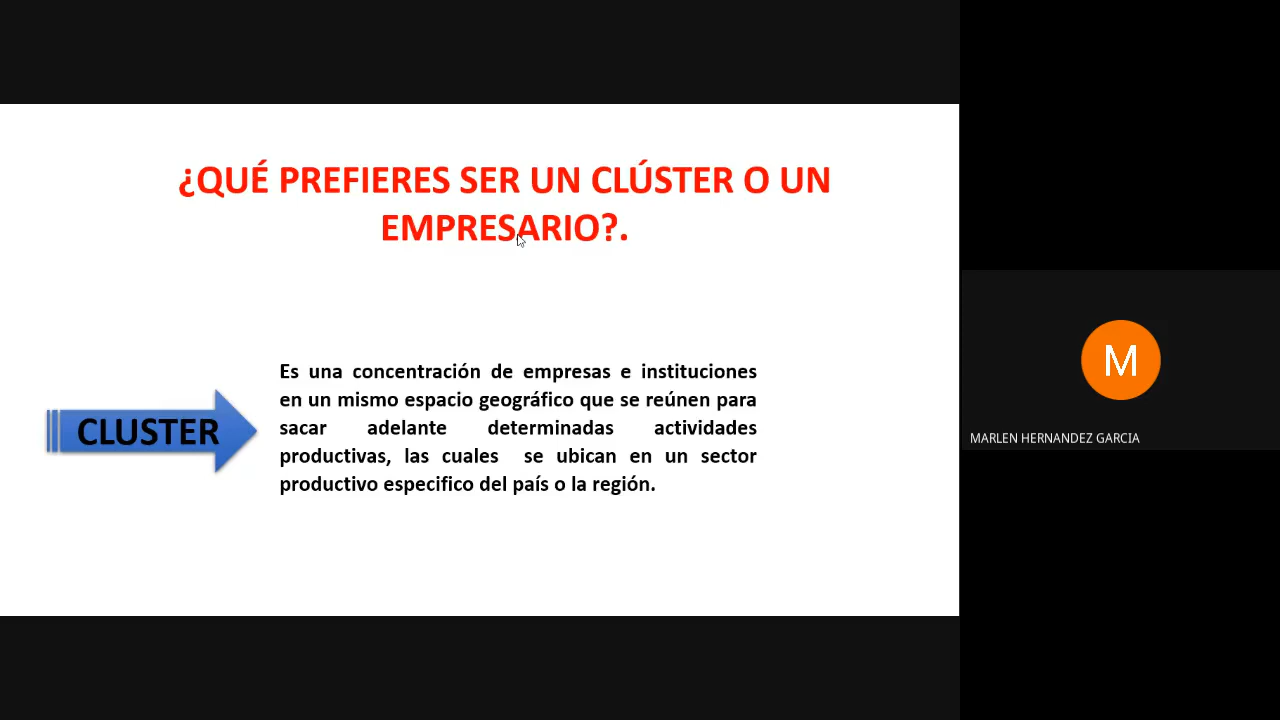 ¿QUÉ PREFIERES SER UN CLÚSTER O UN
EMPRESARIO?.
CLUSTER
Es una concentración de empresas e instituciones
en un mismo espacio geográfico que se reúnen para
sacar adelante determinadas actividades
productivas, las cuales se ubican en un sector
productivo especifico del país o la región.
M
MARLEN HERNANDEZ GARCIA